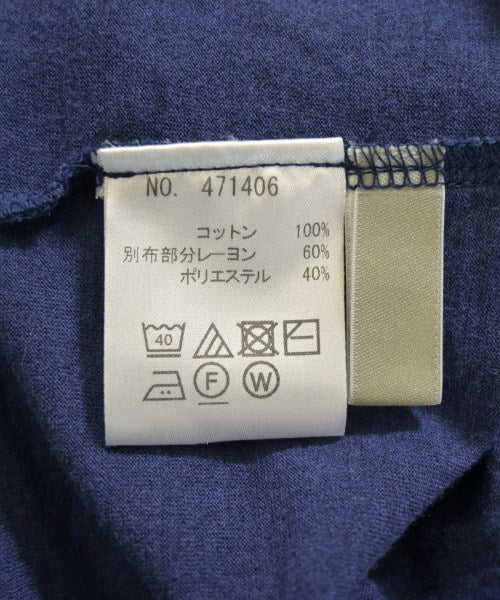 NO. 471406
コットン 100%
別布部分レーヨン 60%
ポリエステル 40%
40
F W